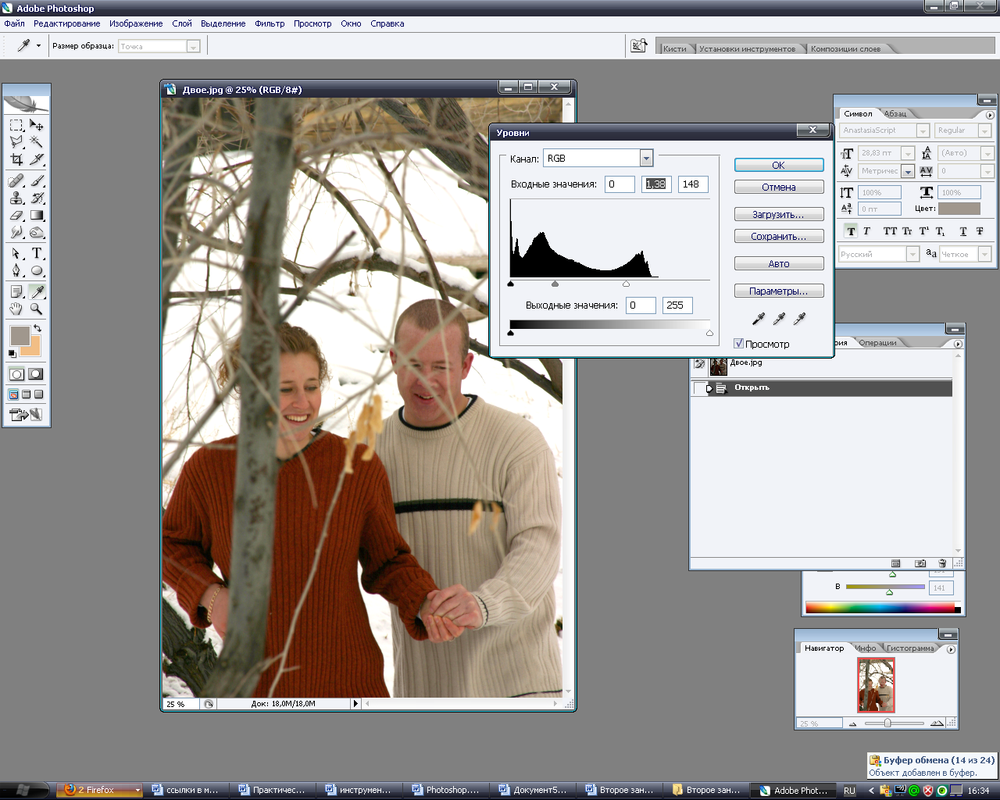 Adobe Photoshop
Файл Редактирование Изображение Слой Выделение Фильтр Просмотр Окно Справка
Размер образца: Точка
Кисти Установки инструментов Композиции слоев
Двое.jpg @ 25% (RGB/8#)
Уровни
Канал: RGB
Входные значения: 0 1,38 148
Выходные значения: 0 255
OK
Отмена
Загрузить...
Сохранить...
Авто
Параметры...
Просмотр
Символ Абзац
AnastasiaScript Regular
28,83 пт (Авто)
Метричес 0
100% 100%
0 пт Цвет:
T T TT Tт T¹ T₁ T Ŧ
Русский aа Четкое
рия Операции
Двое.jpg
Открыть
B 141
Навигатор Инфо Гистограмма
25 %
25 % Док: 18,0M/18,0M
Буфер обмена (14 из 24)
Объект добавлен в буфер.
2 Firefox ссылки в м... Практичес... инструмен... Photoshop.... Документ5... Второе зан... Второе зан... Adobe Phot... RU 16:34